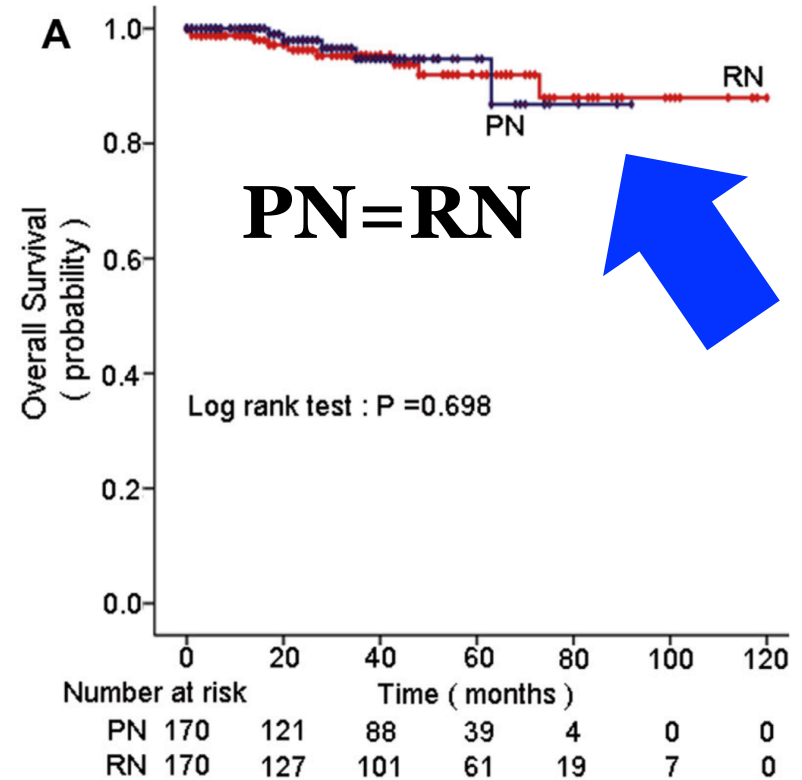 A
1.0
RN
PN
0.8
PN=RN
0.6
Overall Survival
( probability )
0.4
Log rank test : P =0.698
0.2
0.0
0 20 40 60 80 100 120
Number at risk Time ( months )
PN 170 121 88 39 4 0 0
RN 170 127 101 61 19 7 0